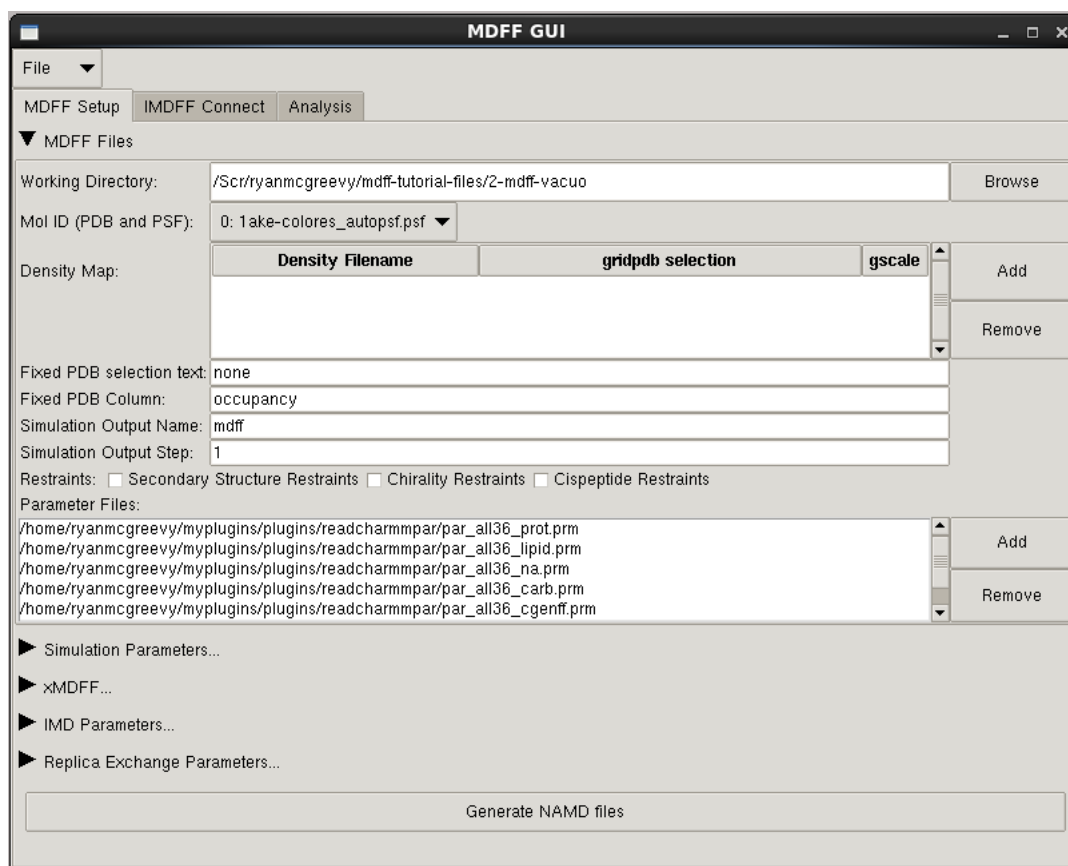 MDFF GUI
File
MDFF Setup IMDFF Connect Analysis
MDFF Files
Working Directory: /Scr/ryanmcgreevy/mdff-tutorial-files/2-mdff-vacuo Browse
Mol ID (PDB and PSF): 0: 1ake-colores_autopsf.psf
Density Map: Density Filename gridpdb selection gscale Add
Remove
Fixed PDB selection text: none
Fixed PDB Column: occupancy
Simulation Output Name: mdff
Simulation Output Step: 1
Restraints: Secondary Structure Restraints Chirality Restraints Cispeptide Restraints
Parameter Files:
/home/ryanmcgreevy/myplugins/plugins/readcharmmpar/par_all36_prot.prm
/home/ryanmcgreevy/myplugins/plugins/readcharmmpar/par_all36_lipid.prm Add
/home/ryanmcgreevy/myplugins/plugins/readcharmmpar/par_all36_na.prm
/home/ryanmcgreevy/myplugins/plugins/readcharmmpar/par_all36_carb.prm Remove
/home/ryanmcgreevy/myplugins/plugins/readcharmmpar/par_all36_cgenff.prm
Simulation Parameters...
xMDFF...
IMD Parameters...
Replica Exchange Parameters...
Generate NAMD files